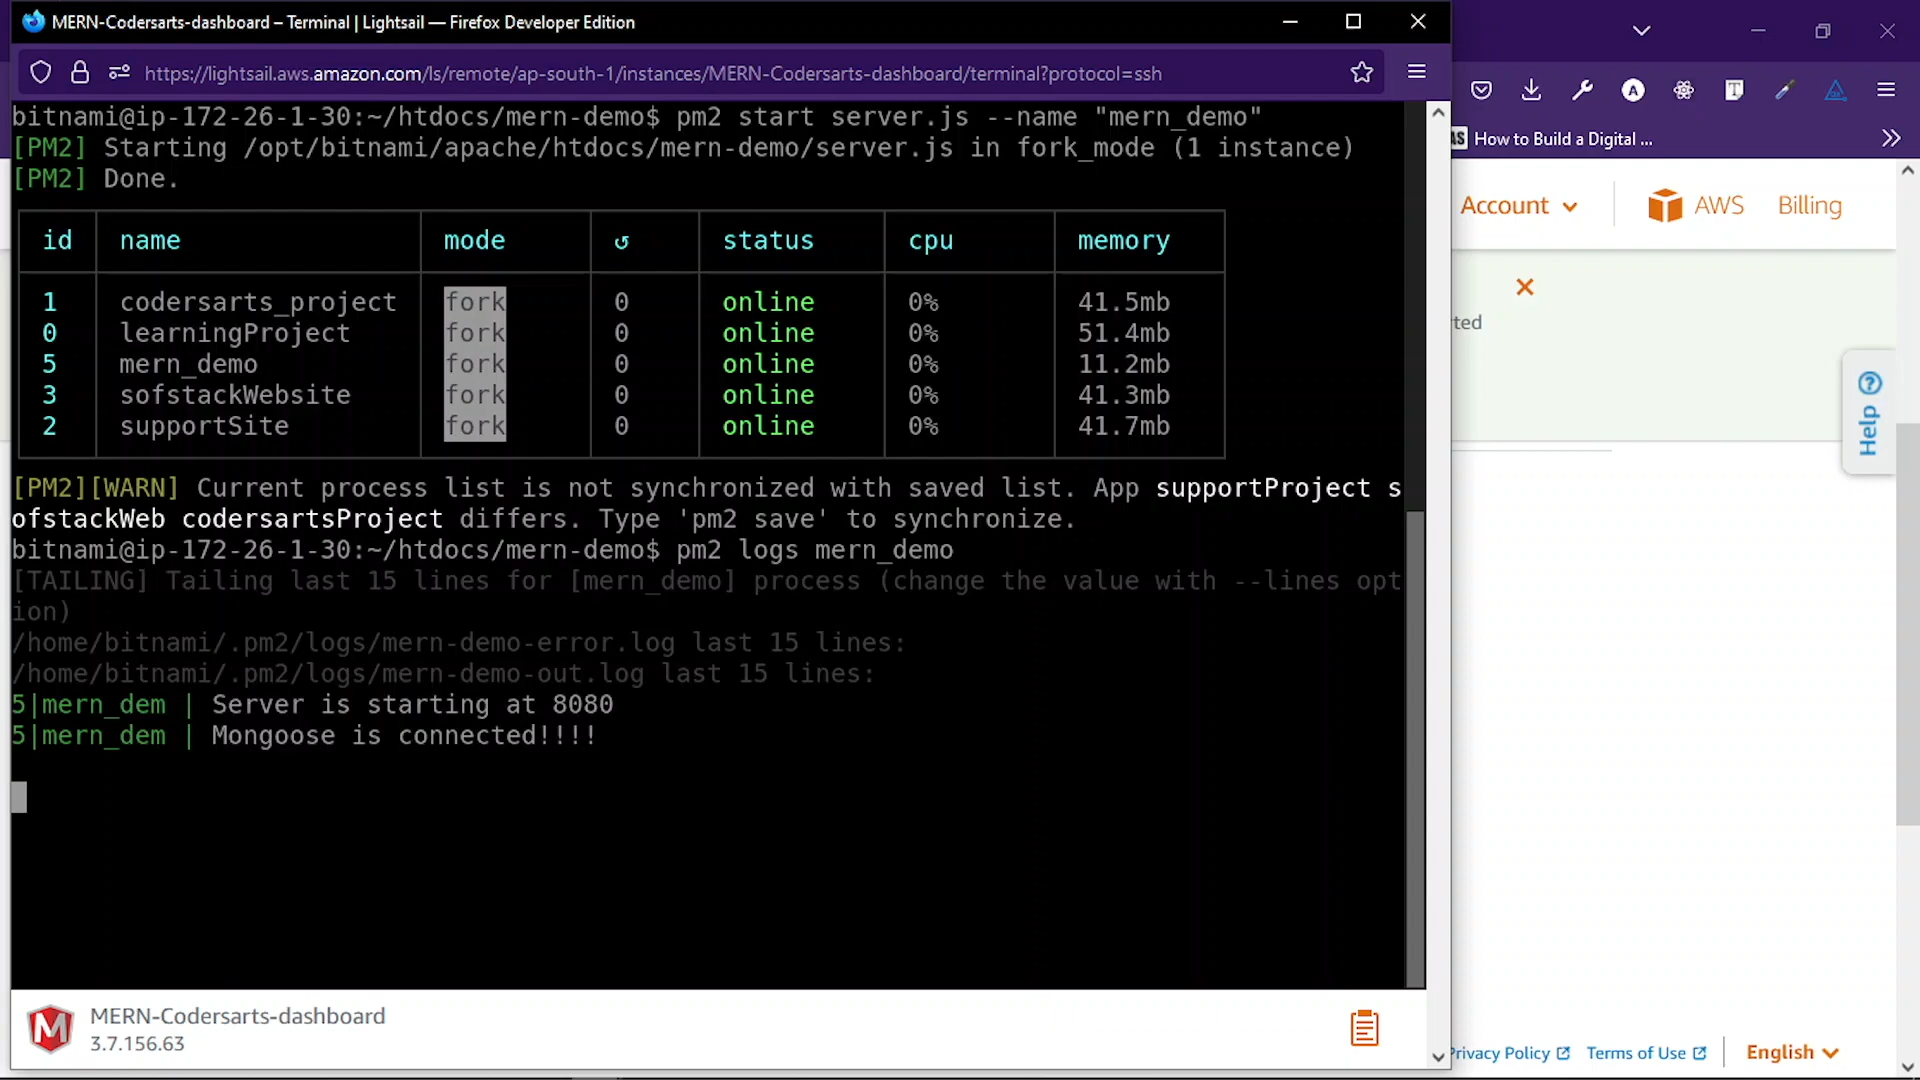 MERN-Codersarts-dashboard – Terminal | Lightsail — Firefox Developer Edition
https://lightsail.aws.amazon.com/ls/remote/ap-south-1/instances/MERN-Codersarts-dashboard/terminal?protocol=ssh
bitnami@ip-172-26-1-30:~/htdocs/mern-demo$ pm2 start server.js --name "mern_demo"
[PM2] Starting /opt/bitnami/apache/htdocs/mern-demo/server.js in fork_mode (1 instance)
[PM2] Done.
id name mode ↺ status cpu memory
1 codersarts_project fork 0 online 0% 41.5mb
0 learningProject fork 0 online 0% 51.4mb
5 mern_demo fork 0 online 0% 11.2mb
3 sofstackWebsite fork 0 online 0% 41.3mb
2 supportSite fork 0 online 0% 41.7mb
[PM2][WARN] Current process list is not synchronized with saved list. App supportProject s
ofstackWeb codersartsProject differs. Type 'pm2 save' to synchronize.
bitnami@ip-172-26-1-30:~/htdocs/mern-demo$ pm2 logs mern_demo
[TAILING] Tailing last 15 lines for [mern_demo] process (change the value with --lines opt
ion)
/home/bitnami/.pm2/logs/mern-demo-error.log last 15 lines:
/home/bitnami/.pm2/logs/mern-demo-out.log last 15 lines:
5|mern_dem | Server is starting at 8080
5|mern_dem | Mongoose is connected!!!!
MERN-Codersarts-dashboard
3.7.156.63
AS How to Build a Digital ...
Account AWS Billing
ted
Help
Privacy Policy Terms of Use English